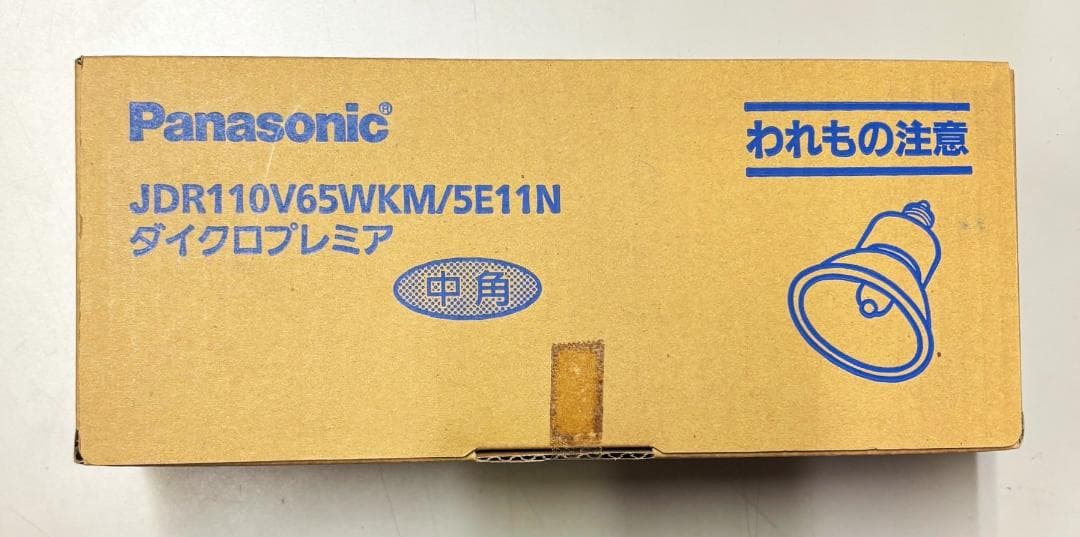 Panasonic®
JDR110V65WKM/5E11N
ダイクロプレミア
中角
われもの注意